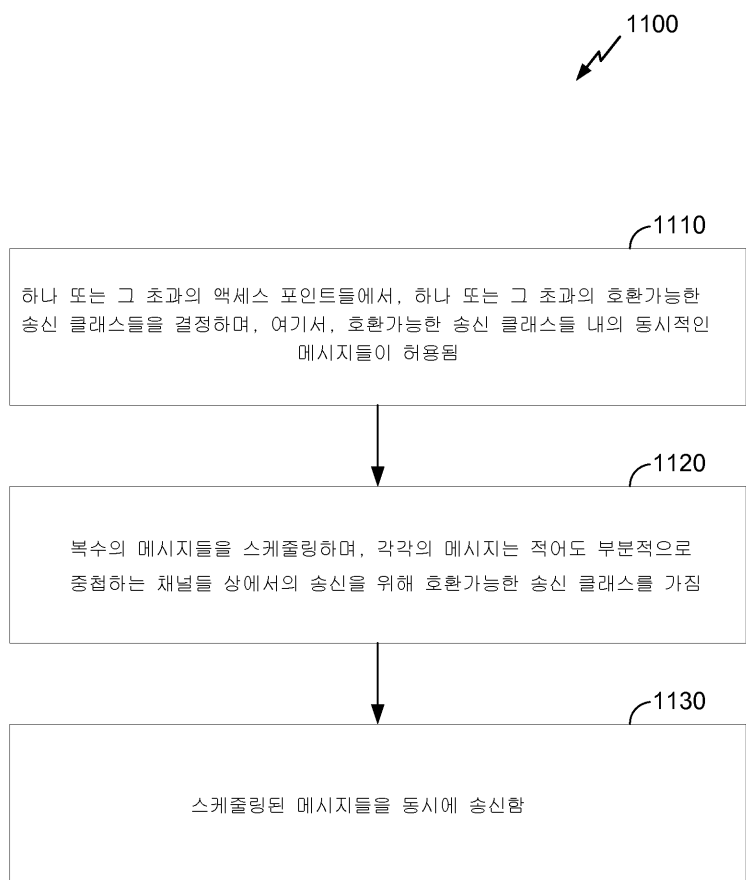 1100
1110
하나 또는 그 초과의 액세스 포인트들에서, 하나 또는 그 초과의 호환가능한
송신 클래스들을 결정하며, 여기서, 호환가능한 송신 클래스들 내의 동시적인
메시지들이 허용됨
1120
복수의 메시지들을 스케줄링하며, 각각의 메시지는 적어도 부분적으로
중첩하는 채널들 상에서의 송신을 위해 호환가능한 송신 클래스를 가짐
1130
스케줄링된 메시지들을 동시에 송신함